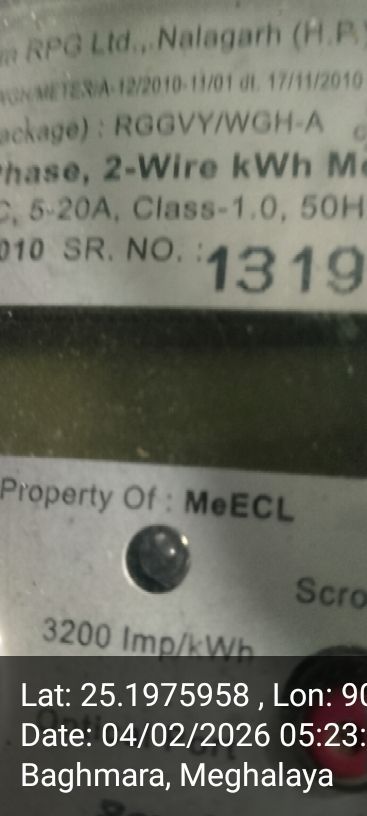 RPG Ltd., Nalagarh (H.P.)
METER/A-12/2010-11/01 dt. 17/11/2010
ackage) : RGGVY/WGH-A
hase, 2-Wire kWh Me
C, 5-20A, Class-1.0, 50H
010 SR. NO. : 1319
Property Of : MeECL
Scro
3200 Imp/kWh
Lat: 25.1975958 , Lon: 90
Date: 04/02/2026 05:23:
Baghmara, Meghalaya